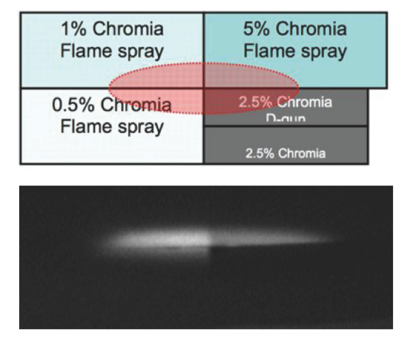 1% Chromia
Flame spray
5% Chromia
Flame spray
0.5% Chromia
Flame spray
2.5% Chromia
D-gun
2.5% Chromia